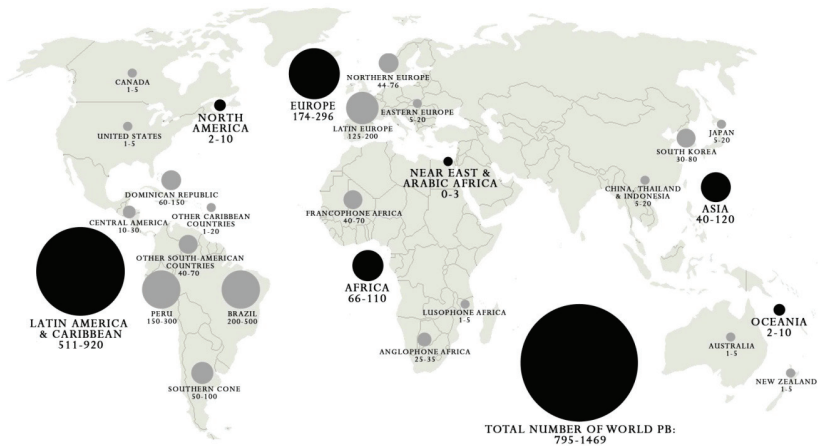 CANADA
1-5
NORTH
AMERICA
2-10
UNITED STATES
1-5
DOMINICAN REPUBLIC
60-150
CENTRAL AMERICA
10-30
OTHER CARIBBEAN
COUNTRIES
1-20
OTHER SOUTH-AMERICAN
COUNTRIES
40-70
LATIN AMERICA
& CARIBBEAN
511-920
PERU
150-300
BRAZIL
200-500
SOUTHERN CONE
50-100
EUROPE
174-296
NORTHERN EUROPE
44-76
LATIN EUROPE
125-200
EASTERN EUROPE
5-20
NEAR EAST &
ARABIC AFRICA
0-3
FRANCOPHONE AFRICA
40-70
AFRICA
66-110
LUSOPHONE AFRICA
1-5
ANGLOPHONE AFRICA
25-35
JAPAN
5-20
SOUTH KOREA
30-80
CHINA, THAILAND
& INDONESIA
5-20
ASIA
40-120
OCEANIA
2-10
AUSTRALIA
1-5
NEW ZEALAND
1-5
TOTAL NUMBER OF WORLD PB:
795-1469